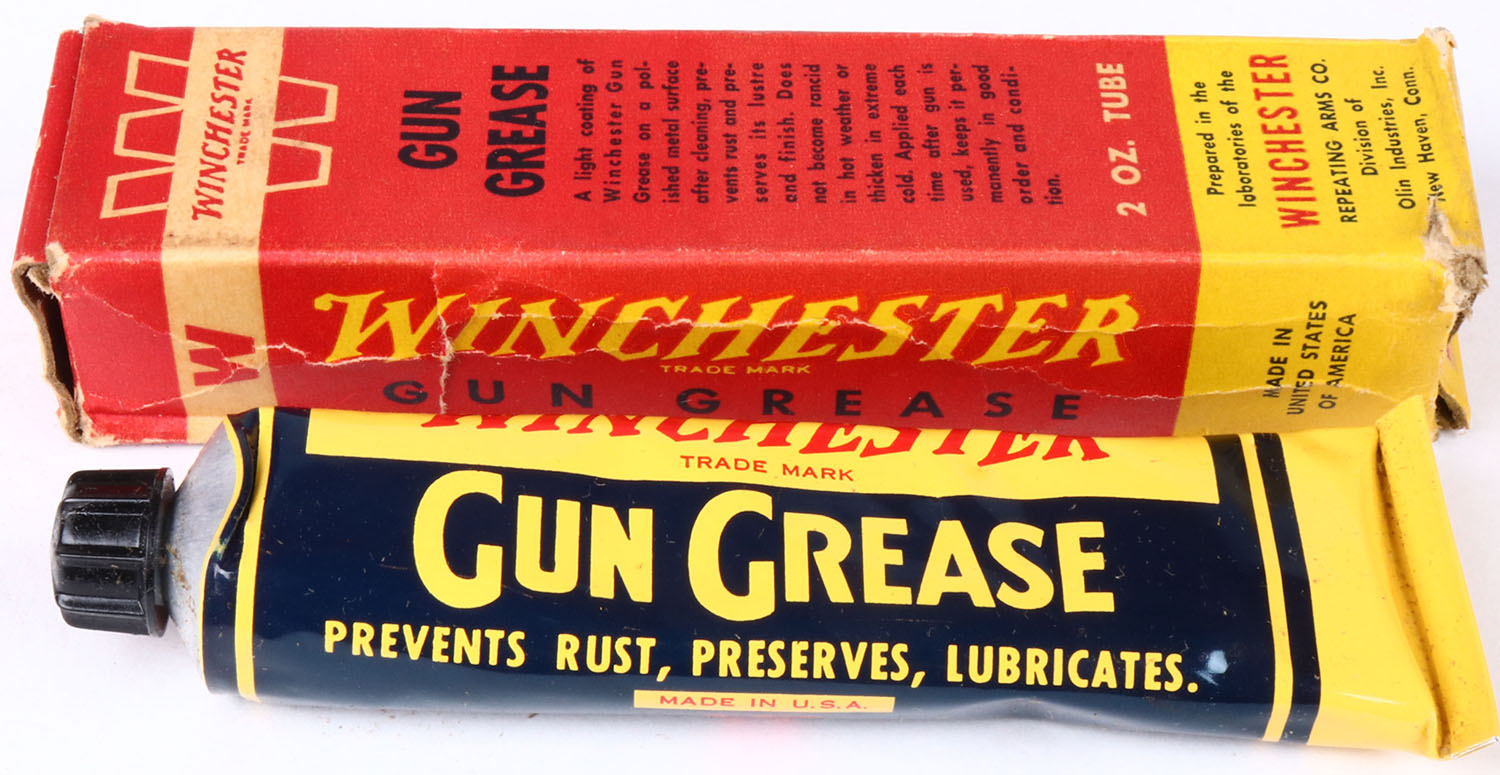 W
WINCHESTER
TRADE MARK
GUN
GREASE
A light coating of
Winchester Gun
Grease on a pol-
ished metal surface
after cleaning, pre-
vents rust and pre-
serves its lustre
and finish. Does
not become rancid
in hot weather or
thicken in extreme
cold. Applied each
time after gun is
used, keeps it per-
manently in good
order and condi-
tion.
2 OZ. TUBE
Prepared in the
laboratories of the
WINCHESTER
REPEATING ARMS CO.
Division of
Olin Industries, Inc.
New Haven, Conn.
W
WINCHESTER
TRADE MARK
GUN GREASE
MADE IN
UNITED STATES
OF AMERICA
WINCHESTER
TRADE MARK
GUN GREASE
PREVENTS RUST, PRESERVES, LUBRICATES.
MADE IN U.S.A.